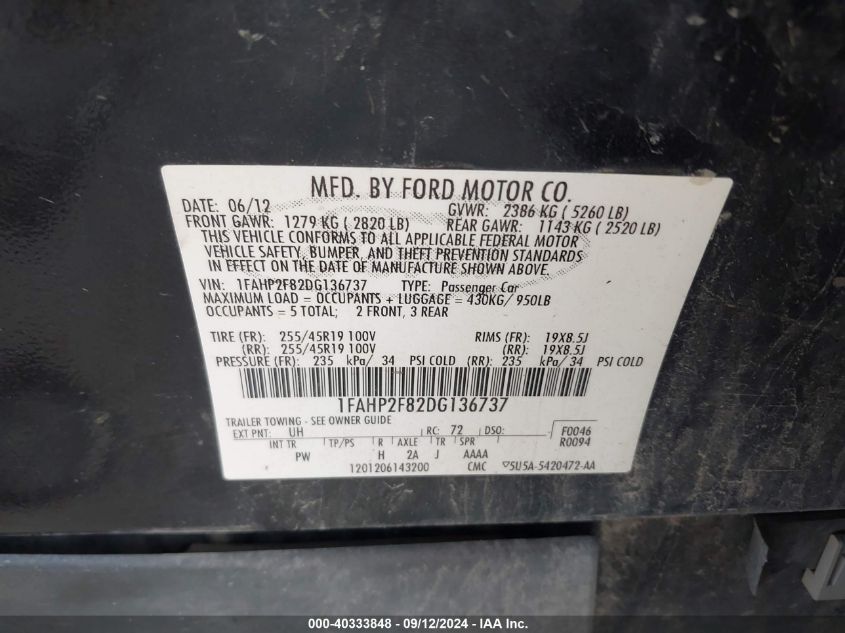 MFD. BY FORD MOTOR CO.
DATE: 06/12 GVWR: 2386 KG ( 5260 LB)
FRONT GAWR: 1279 KG ( 2820 LB) REAR GAWR: 1143 KG ( 2520 LB)
THIS VEHICLE CONFORMS TO ALL APPLICABLE FEDERAL MOTOR
VEHICLE SAFETY, BUMPER, AND THEFT PREVENTION STANDARDS
IN EFFECT ON THE DATE OF MANUFACTURE SHOWN ABOVE.
VIN: 1FAHP2F82DG136737 TYPE: Passenger Car
MAXIMUM LOAD = OCCUPANTS + LUGGAGE = 430KG/ 950LB
OCCUPANTS = 5 TOTAL; 2 FRONT, 3 REAR
TIRE (FR): 255/45R19 100V RIMS (FR): 19X8.5J
(RR): 255/45R19 100V (RR): 19X8.5J
PRESSURE (FR): 235 kPa/ 34 PSI COLD (RR): 235 kPa/34 PSI COLD
1FAHP2F82DG136737
TRAILER TOWING - SEE OWNER GUIDE
EXT PNT: UH RC: 72 DSO: F0046
INT TR TP/PS R AXLE TR SPR R0094
PW H 2A J AAAA
1201206143200 CMC 5U5A-5420472-AA
000-40333848 - 09/12/2024 - IAA Inc.